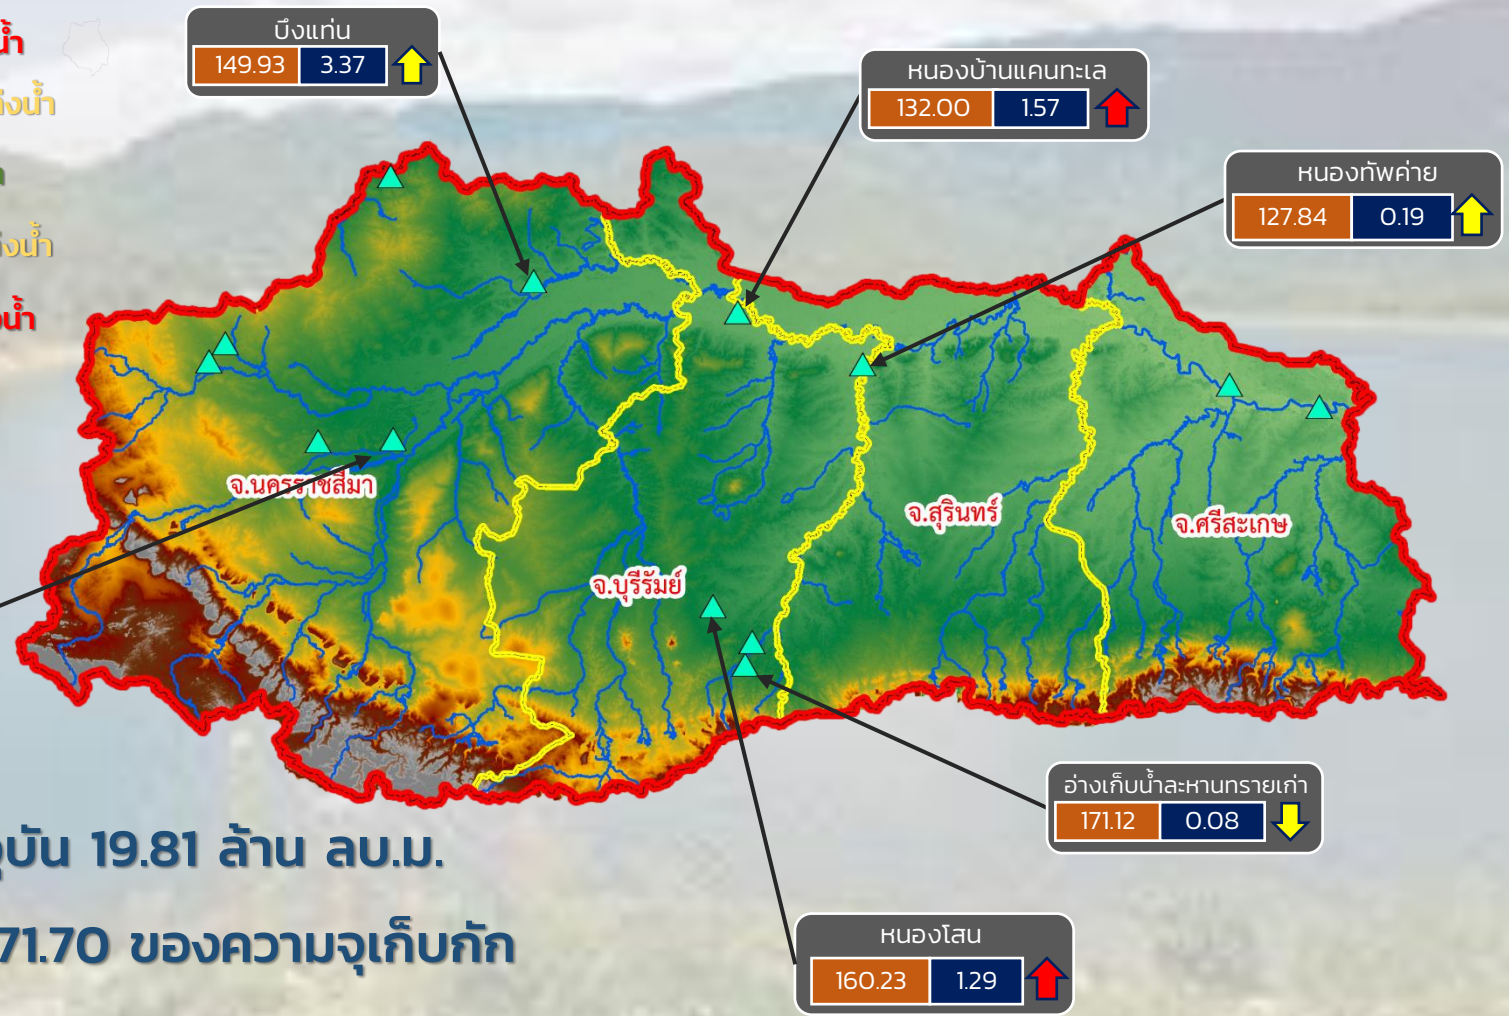 น้ำ
บึงแท่น
149.93 3.37
หนองบ้านแคนทะเล
132.00 1.57
หนองทัพค่าย
127.84 0.19
จ.นครราชสีมา
จ.บุรีรัมย์
จ.สุรินทร์
จ.ศรีสะเกษ
อ่างเก็บน้ำละหานทรายเก่า
171.12 0.08
19.81 ล้าน ลบ.ม.
71.70 ของความจุเก็บกัก
หนองโสน
160.23 1.29